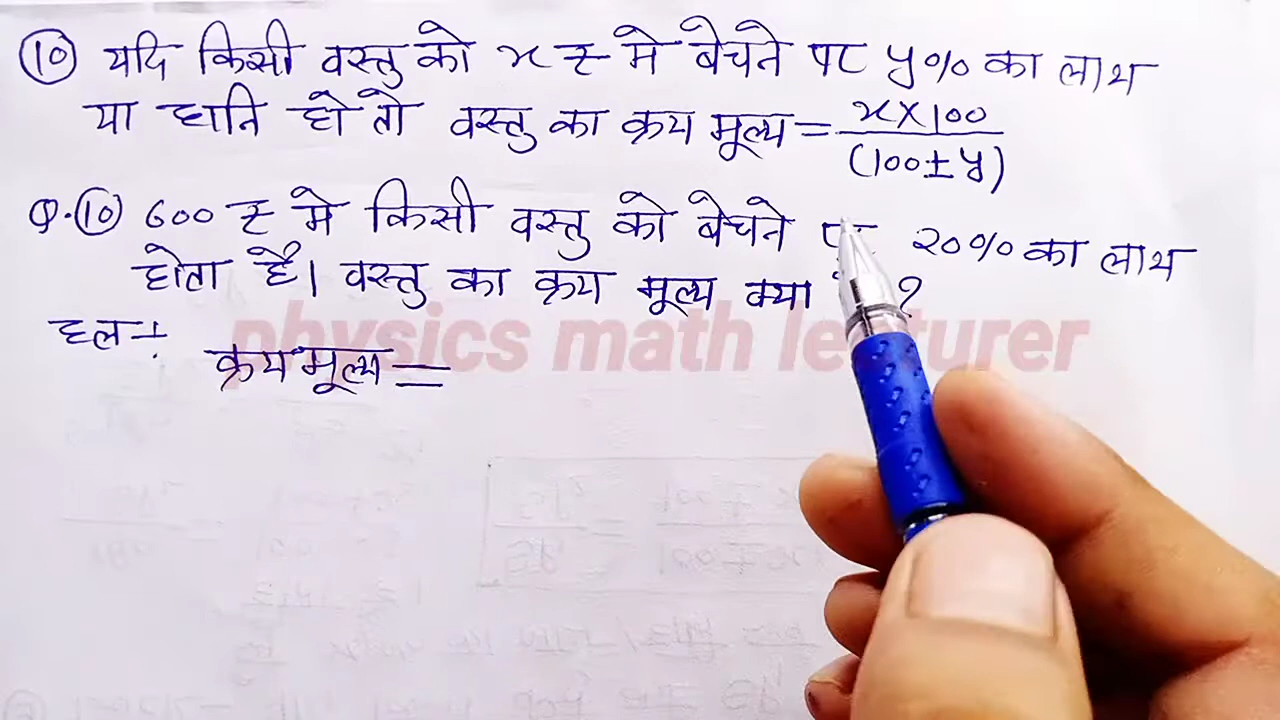 ⑩ यदि किसी वस्तु को x ₹ मे बेचने पर y% का लाभ
या हानि हो तो वस्तु का क्रय मूल्य = x×100
(100±y)
Q.⑩ 600 ₹ मे किसी वस्तु को बेचने पर 20% का लाभ
होता है। वस्तु का क्रय मूल्य क्या ?
हल÷
physics math lecturer
क्रय मूल्य =